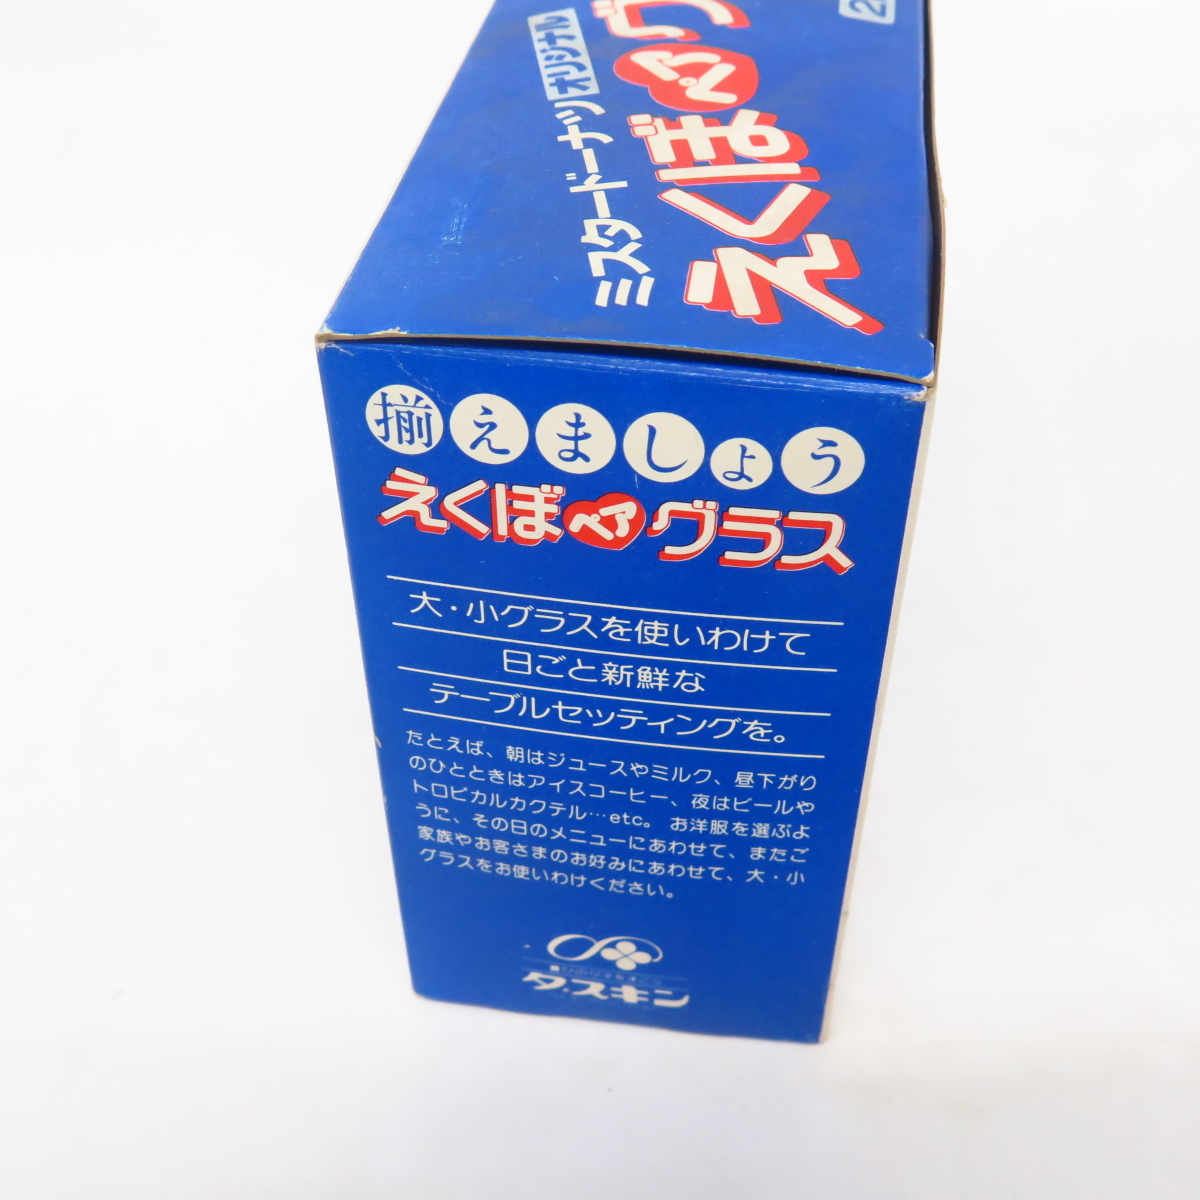 ミスタードーナツ オリジナル
えくぼペアグ
揃えましょう
えくぼペアグラス
大・小グラスを使いわけて
日ごと新鮮な
テーブルセッティングを。
たとえば、朝はジュースやミルク、昼下がり
のひとときはアイスコーヒー、夜はビールや
トロピカルカクテル…etc。お洋服を選ぶよ
うに、その日のメニューにあわせて、またご
家族やお客さまのお好みにあわせて、大・小
グラスをお使いわけください。
ダスキン